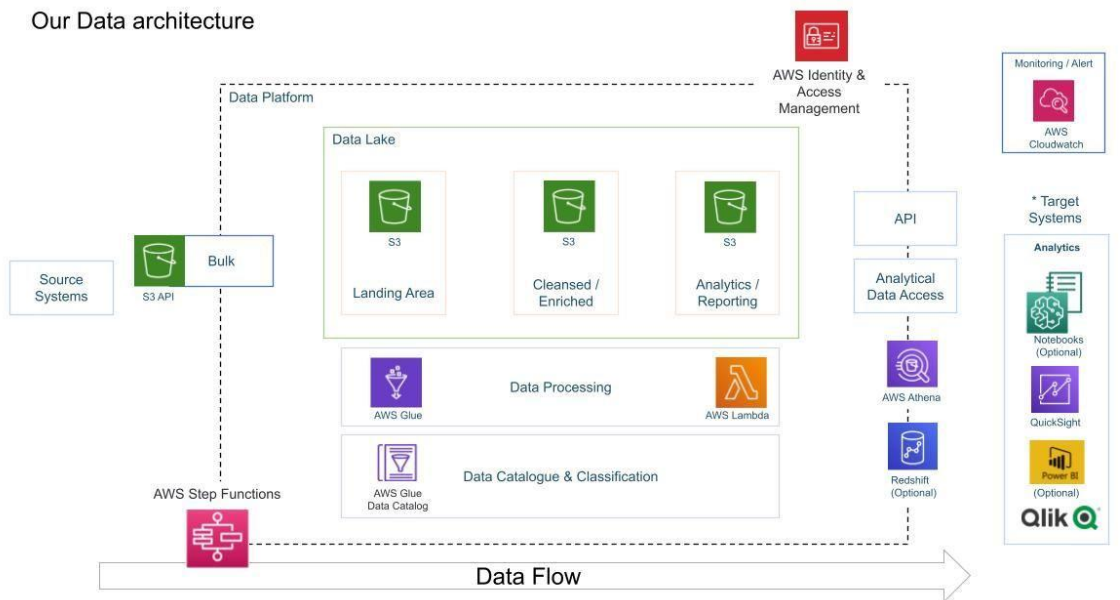 Our Data architecture
AWS Identity &
Access
Management
Monitoring / Alert
AWS
Cloudwatch
Data Platform
Data Lake
S3
Landing Area
S3
Cleansed /
Enriched
S3
Analytics /
Reporting
Source
Systems
S3 API
Bulk
API
Analytical
Data Access
* Target
Systems
Analytics
Notebooks
(Optional)
QuickSight
Power BI
(Optional)
Qlik
AWS Glue
Data Processing
AWS Lambda
AWS Athena
AWS Glue
Data Catalog
Data Catalogue & Classification
Redshift
(Optional)
AWS Step Functions
Data Flow